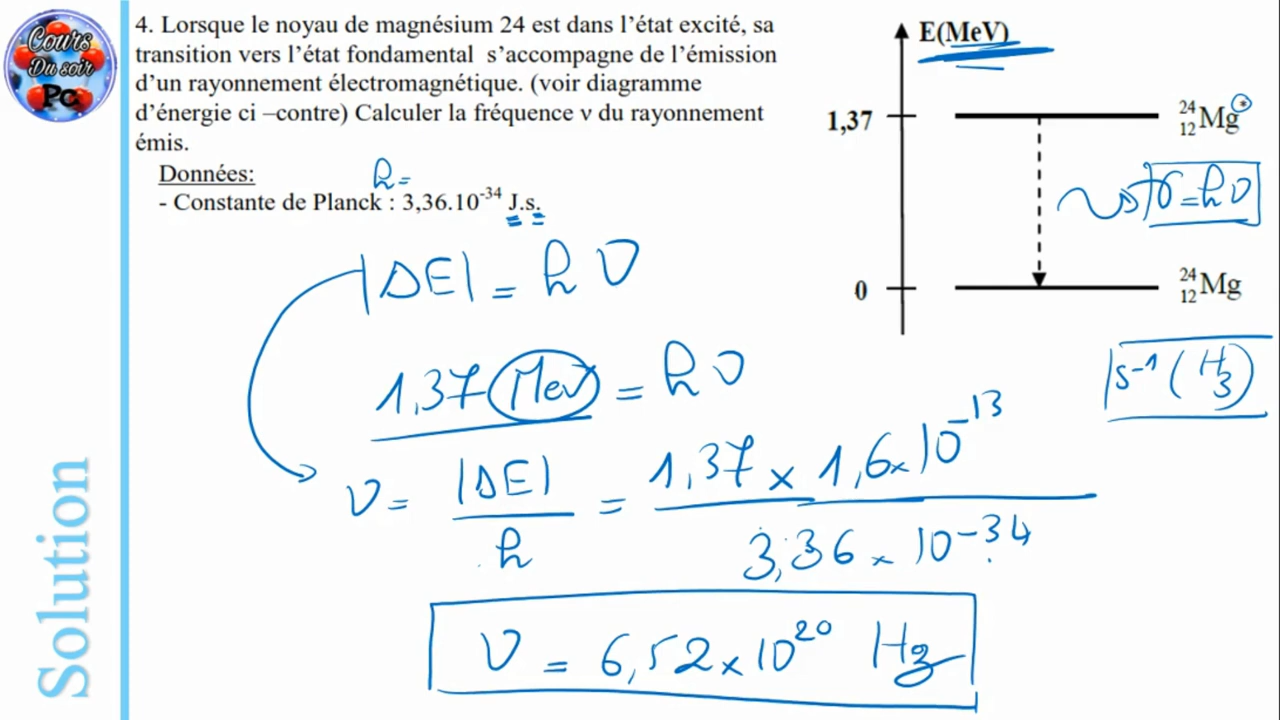 Cours
Du soir
PC
4. Lorsque le noyau de magnésium 24 est dans l’état excité, sa
transition vers l’état fondamental s’accompagne de l’émission
d’un rayonnement électromagnétique. (voir diagramme
d’énergie ci –contre) Calculer la fréquence ν du rayonnement
émis.
Données:
h =
- Constante de Planck : 3,36.10⁻³⁴ J.s.
E(MeV)
1,37
²⁴₁₂Mg*
γ = hν
0
²⁴₁₂Mg
|ΔE| = hν
1,37 MeV = hν
s⁻¹ (Hz)
ν = |ΔE| / h = 1,37 × 1,6 × 10⁻¹³ / 3,36 × 10⁻³⁴
ν = 6,52 × 10²⁰ Hz
Solution